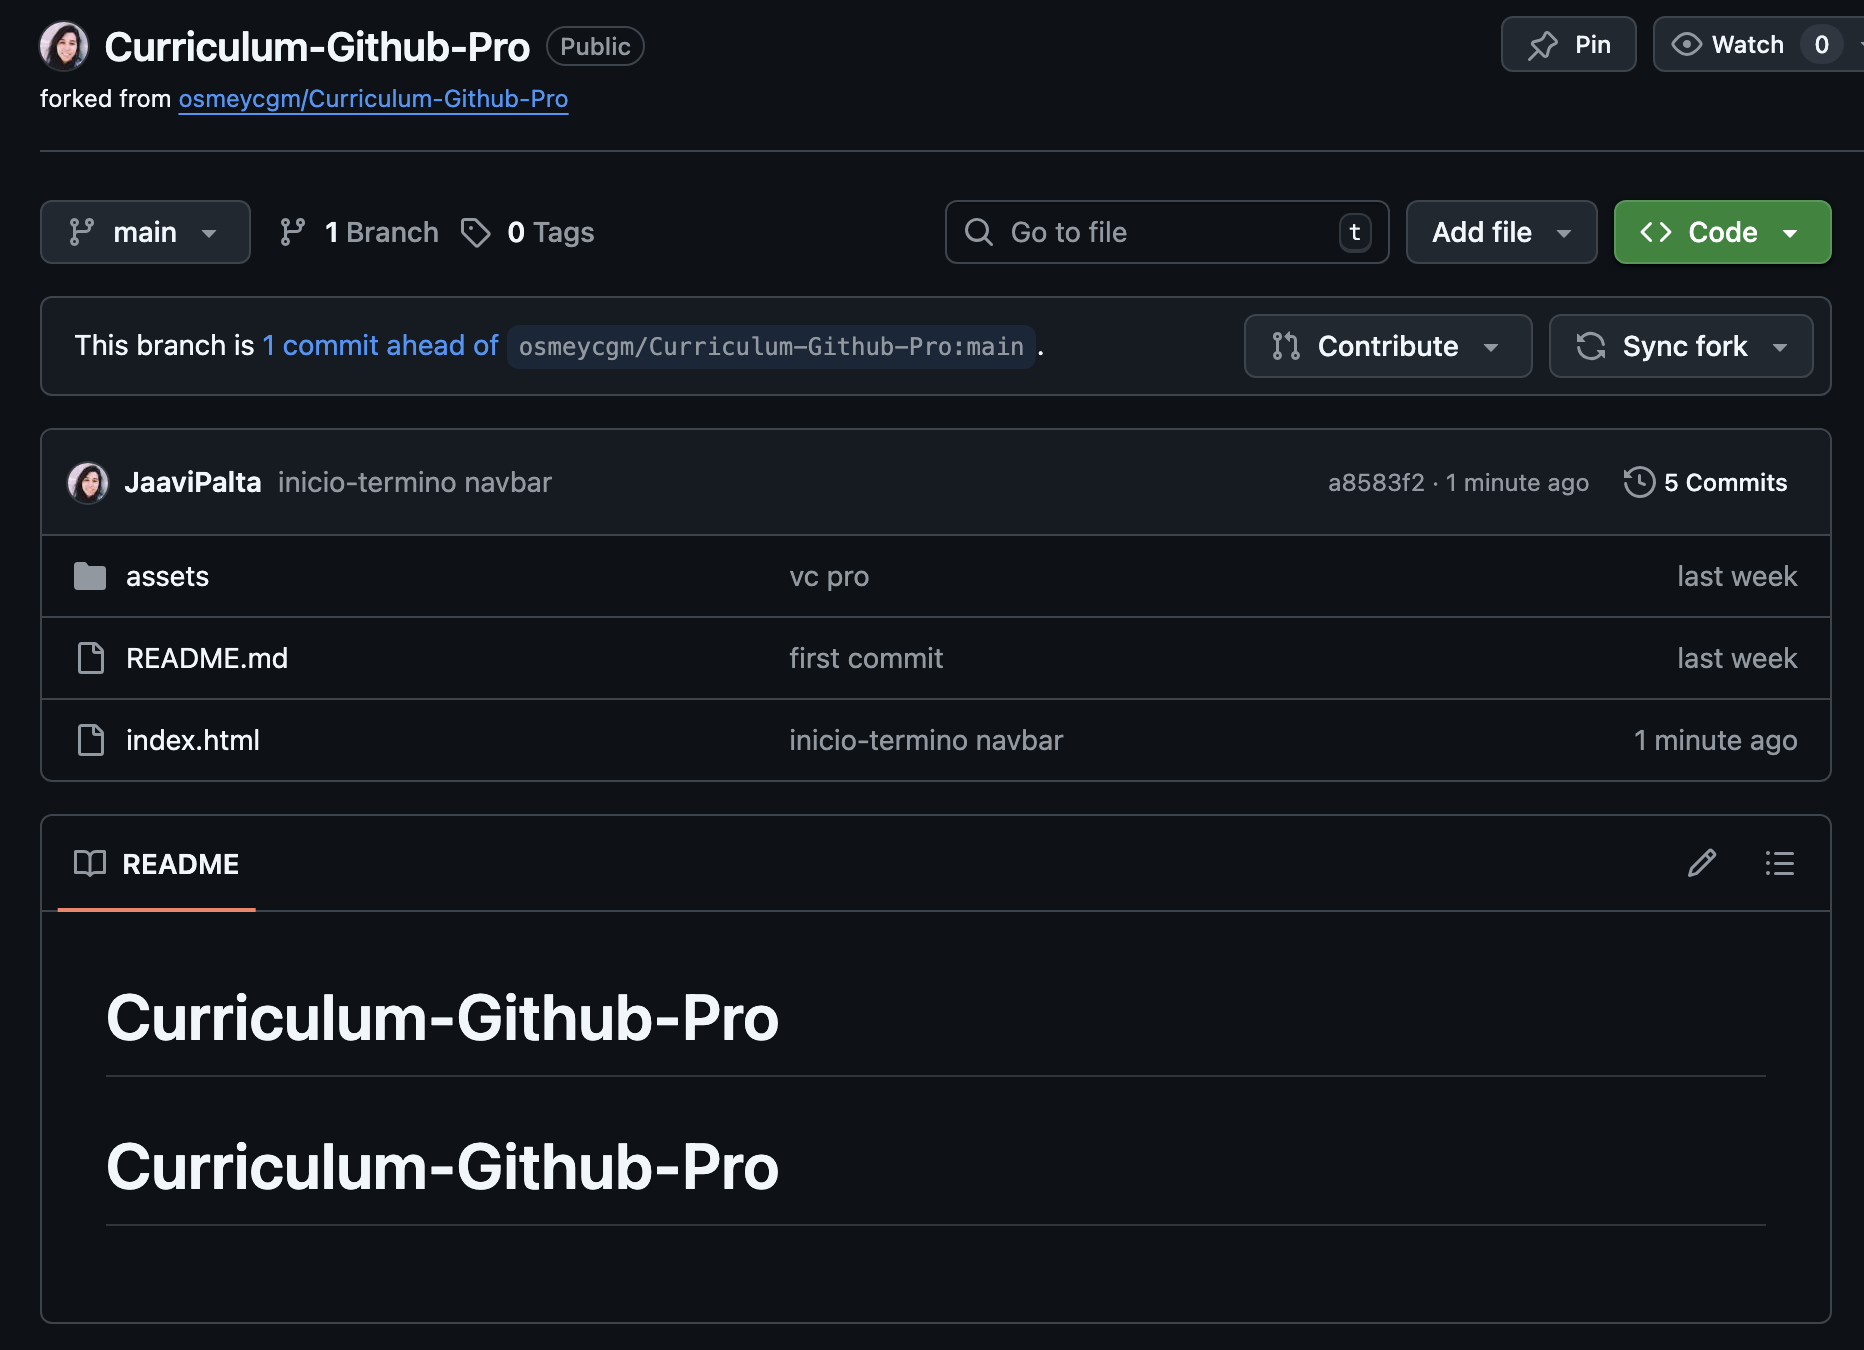 Curriculum-Github-Pro Public Pin Watch 0
forked from osmeycgm/Curriculum-Github-Pro
main 1 Branch 0 Tags Go to file t Add file Code
This branch is 1 commit ahead of osmeycgm/Curriculum-Github-Pro:main . Contribute Sync fork
JaaviPalta inicio-termino navbar a8583f2 · 1 minute ago 5 Commits
assets vc pro last week
README.md first commit last week
index.html inicio-termino navbar 1 minute ago
README
Curriculum-Github-Pro
Curriculum-Github-Pro